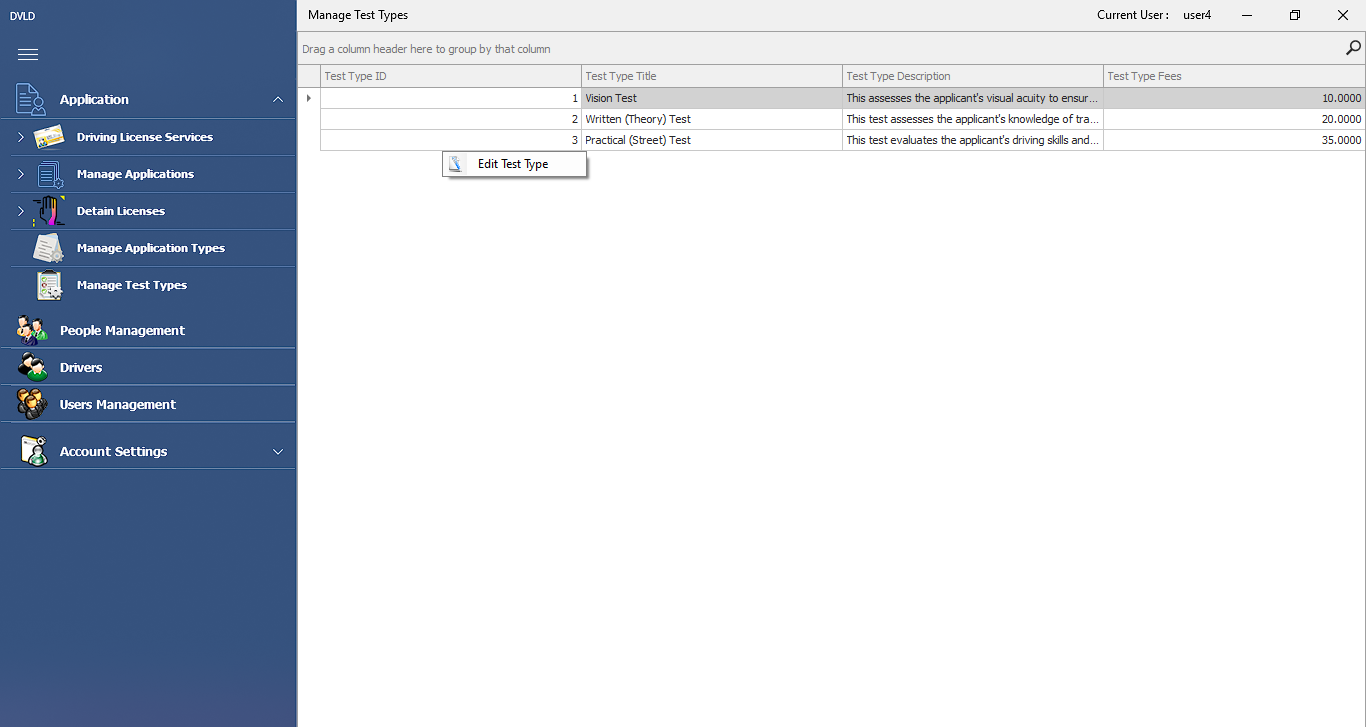 DVLD
Manage Test Types
Current User :
user4
Application
Driving License Services
Manage Applications
Detain Licenses
Manage Application Types
Manage Test Types
People Management
Drivers
Users Management
Account Settings
Drag a column header here to group by that column
Test Type ID Test Type Title Test Type Description Test Type Fees
1 Vision Test This assesses the applicant's visual acuity to ensur... 10.0000
2 Written (Theory) Test This test assesses the applicant's knowledge of tra... 20.0000
3 Practical (Street) Test This test evaluates the applicant's driving skills and... 35.0000
Edit Test Type